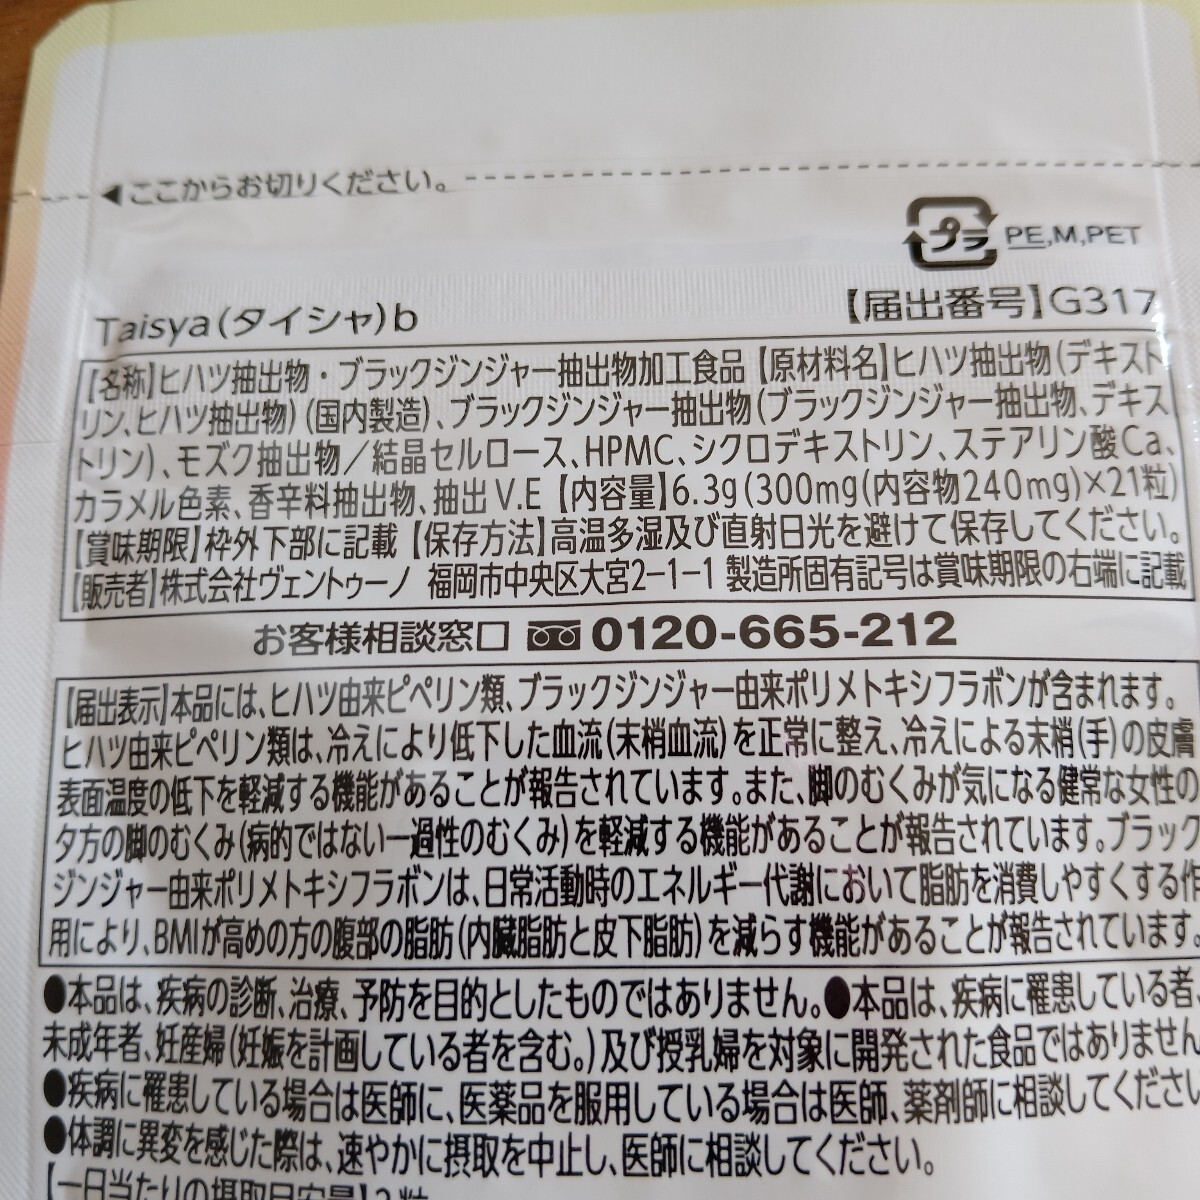 ◀ここからお切りください。
プラ PE,M,PET
Taisya(タイシャ)b 【届出番号】G317
【名称】ヒハツ抽出物・ブラックジンジャー抽出物加工食品【原材料名】ヒハツ抽出物(デキスト
リン、ヒハツ抽出物)(国内製造)、ブラックジンジャー抽出物(ブラックジンジャー抽出物、デキス
トリン)、モズク抽出物/結晶セルロース、HPMC、シクロデキストリン、ステアリン酸Ca、
カラメル色素、香辛料抽出物、抽出V.E【内容量】6.3g(300mg(内容物240mg)×21粒)
【賞味期限】枠外下部に記載【保存方法】高温多湿及び直射日光を避けて保存してください。
【販売者】株式会社ヴェントゥーノ 福岡市中央区大宮2-1-1 製造所固有記号は賞味期限の右端に記載
お客様相談窓口 0120-665-212
【届出表示】本品には、ヒハツ由来ピペリン類、ブラックジンジャー由来ポリメトキシフラボンが含まれます。
ヒハツ由来ピペリン類は、冷えにより低下した血流(末梢血流)を正常に整え、冷えによる末梢(手)の皮膚
表面温度の低下を軽減する機能があることが報告されています。また、脚のむくみが気になる健常な女性の
夕方の脚のむくみ(病的ではない一過性のむくみ)を軽減する機能があることが報告されています。ブラック
ジンジャー由来ポリメトキシフラボンは、日常活動時のエネルギー代謝において脂肪を消費しやすくする作
用により、BMIが高めの方の腹部の脂肪(内臓脂肪と皮下脂肪)を減らす機能があることが報告されています。
●本品は、疾病の診断、治療、予防を目的としたものではありません。●本品は、疾病に罹患している者、
未成年者、妊産婦(妊娠を計画している者を含む。)及び授乳婦を対象に開発された食品ではありません
●疾病に罹患している場合は医師に、医薬品を服用している場合は医師、薬剤師に相談してください
●体調に異変を感じた際は、速やかに摂取を中止し、医師に相談してください。
【一日当たりの摂取目安量】3粒